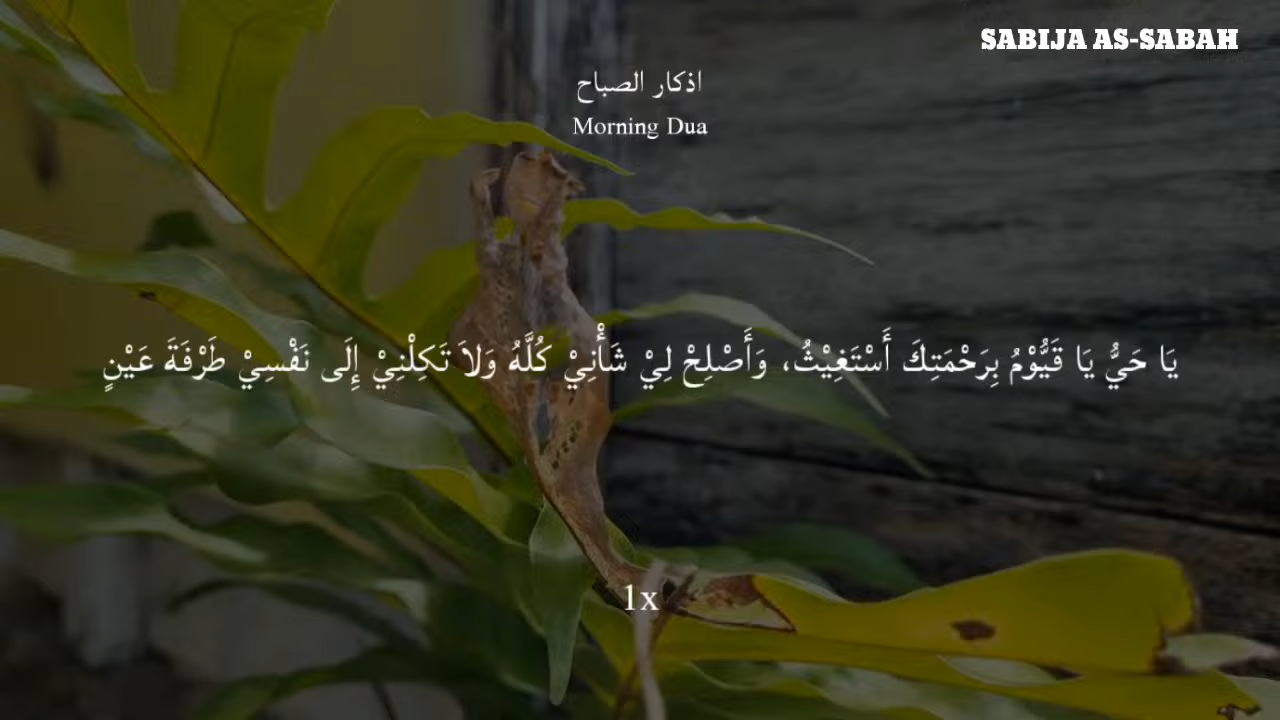 SABIJA AS-SABAH
اذكار الصباح
Morning Dua
يَا حَيُّ يَا قَيُّوْمُ بِرَحْمَتِكَ أَسْتَغِيْثُ، وَأَصْلِحْ لِيْ شَأْنِيْ كُلَّهُ وَلاَ تَكِلْنِيْ إِلَى نَفْسِيْ طَرْفَةَ عَيْنٍ
1x